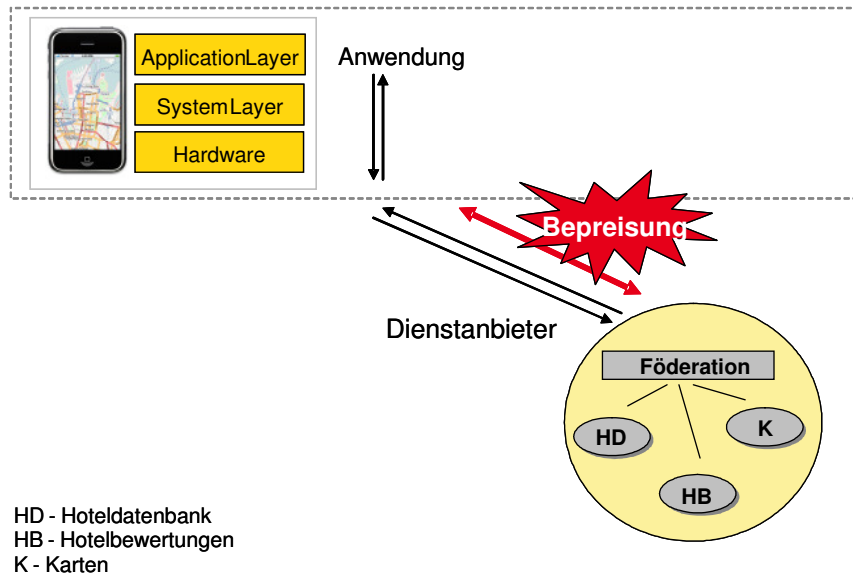 ApplicationLayer
Anwendung
SystemLayer
Hardware
Bepreisung
Dienstanbieter
Föderation
HD
K
HB
HD - Hoteldatenbank
HB - Hotelbewertungen
K - Karten